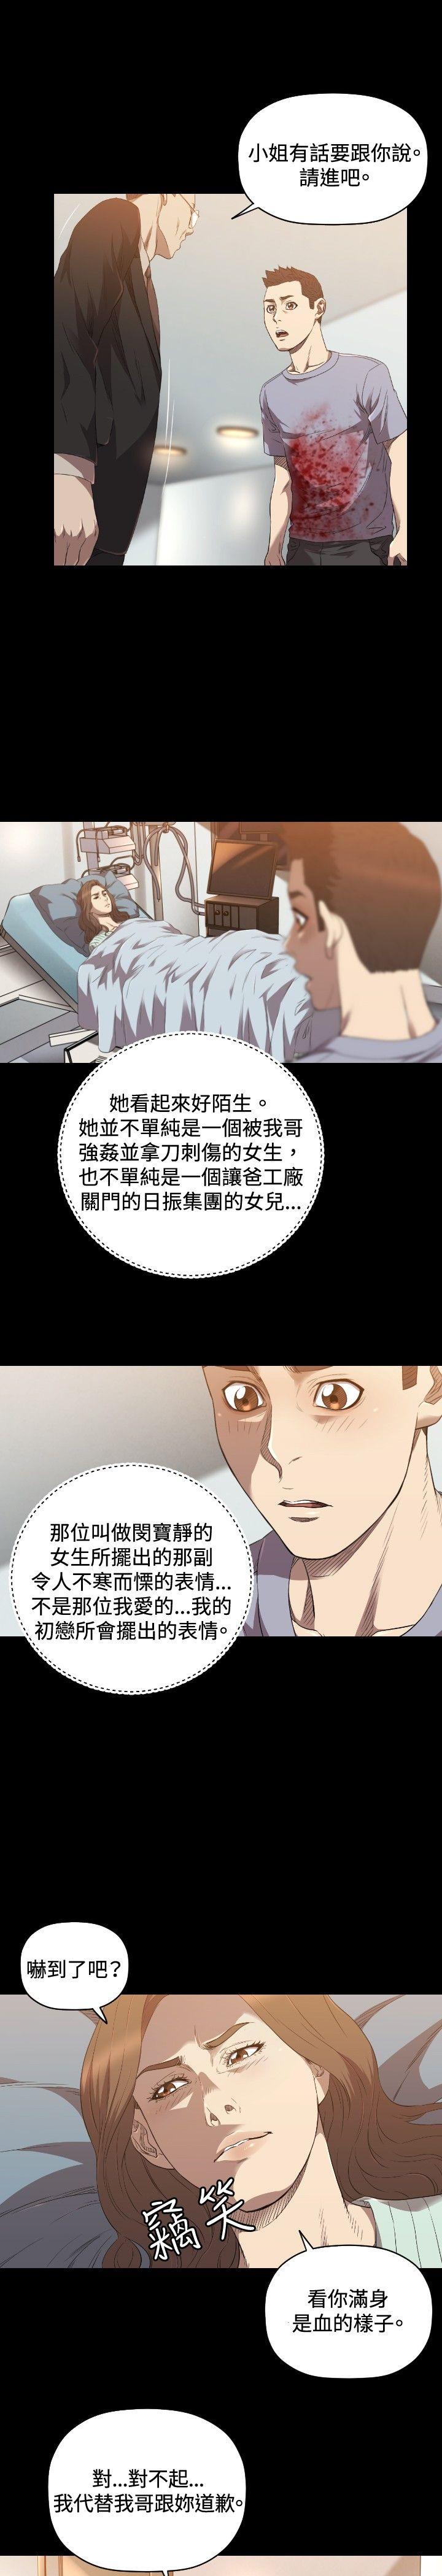 小姐有話要跟你說。
請進吧。
她看起來好陌生。
她並不單純是一個被我哥
強姦並拿刀刺傷的女生，
也不單純是一個讓爸工廠
關門的日振集團的女兒...
那位叫做閔寶靜的
女生所擺出的那副
令人不寒而慄的表情...
不是那位我愛的...我的
初戀所會擺出的表情。
嚇到了吧？
竊笑
看你滿身
是血的樣子。
對...對不起...
我代替我哥跟妳道歉。